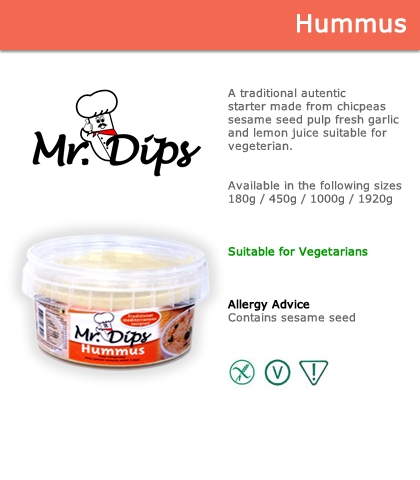 Hummus
Mr. Dips
A traditional autentic
starter made from chicpeas
sesame seed pulp fresh garlic
and lemon juice suitable for
vegeterian.
Available in the following sizes
180g / 450g / 1000g / 1920g
Suitable for Vegetarians
Allergy Advice
Contains sesame seed
Traditional
mediterranean
Mr. Dips
Hummus
V
!